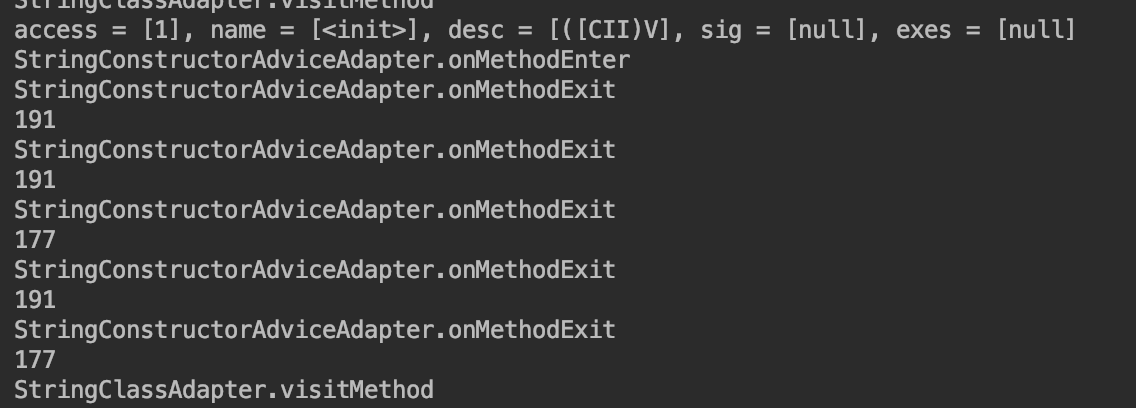 StringClassAdapter.visitMethod
access = [1], name = [<init>], desc = [([CII)V], sig = [null], exes = [null]
StringConstructorAdviceAdapter.onMethodEnter
StringConstructorAdviceAdapter.onMethodExit
191
StringConstructorAdviceAdapter.onMethodExit
191
StringConstructorAdviceAdapter.onMethodExit
177
StringConstructorAdviceAdapter.onMethodExit
191
StringConstructorAdviceAdapter.onMethodExit
177
StringClassAdapter.visitMethod